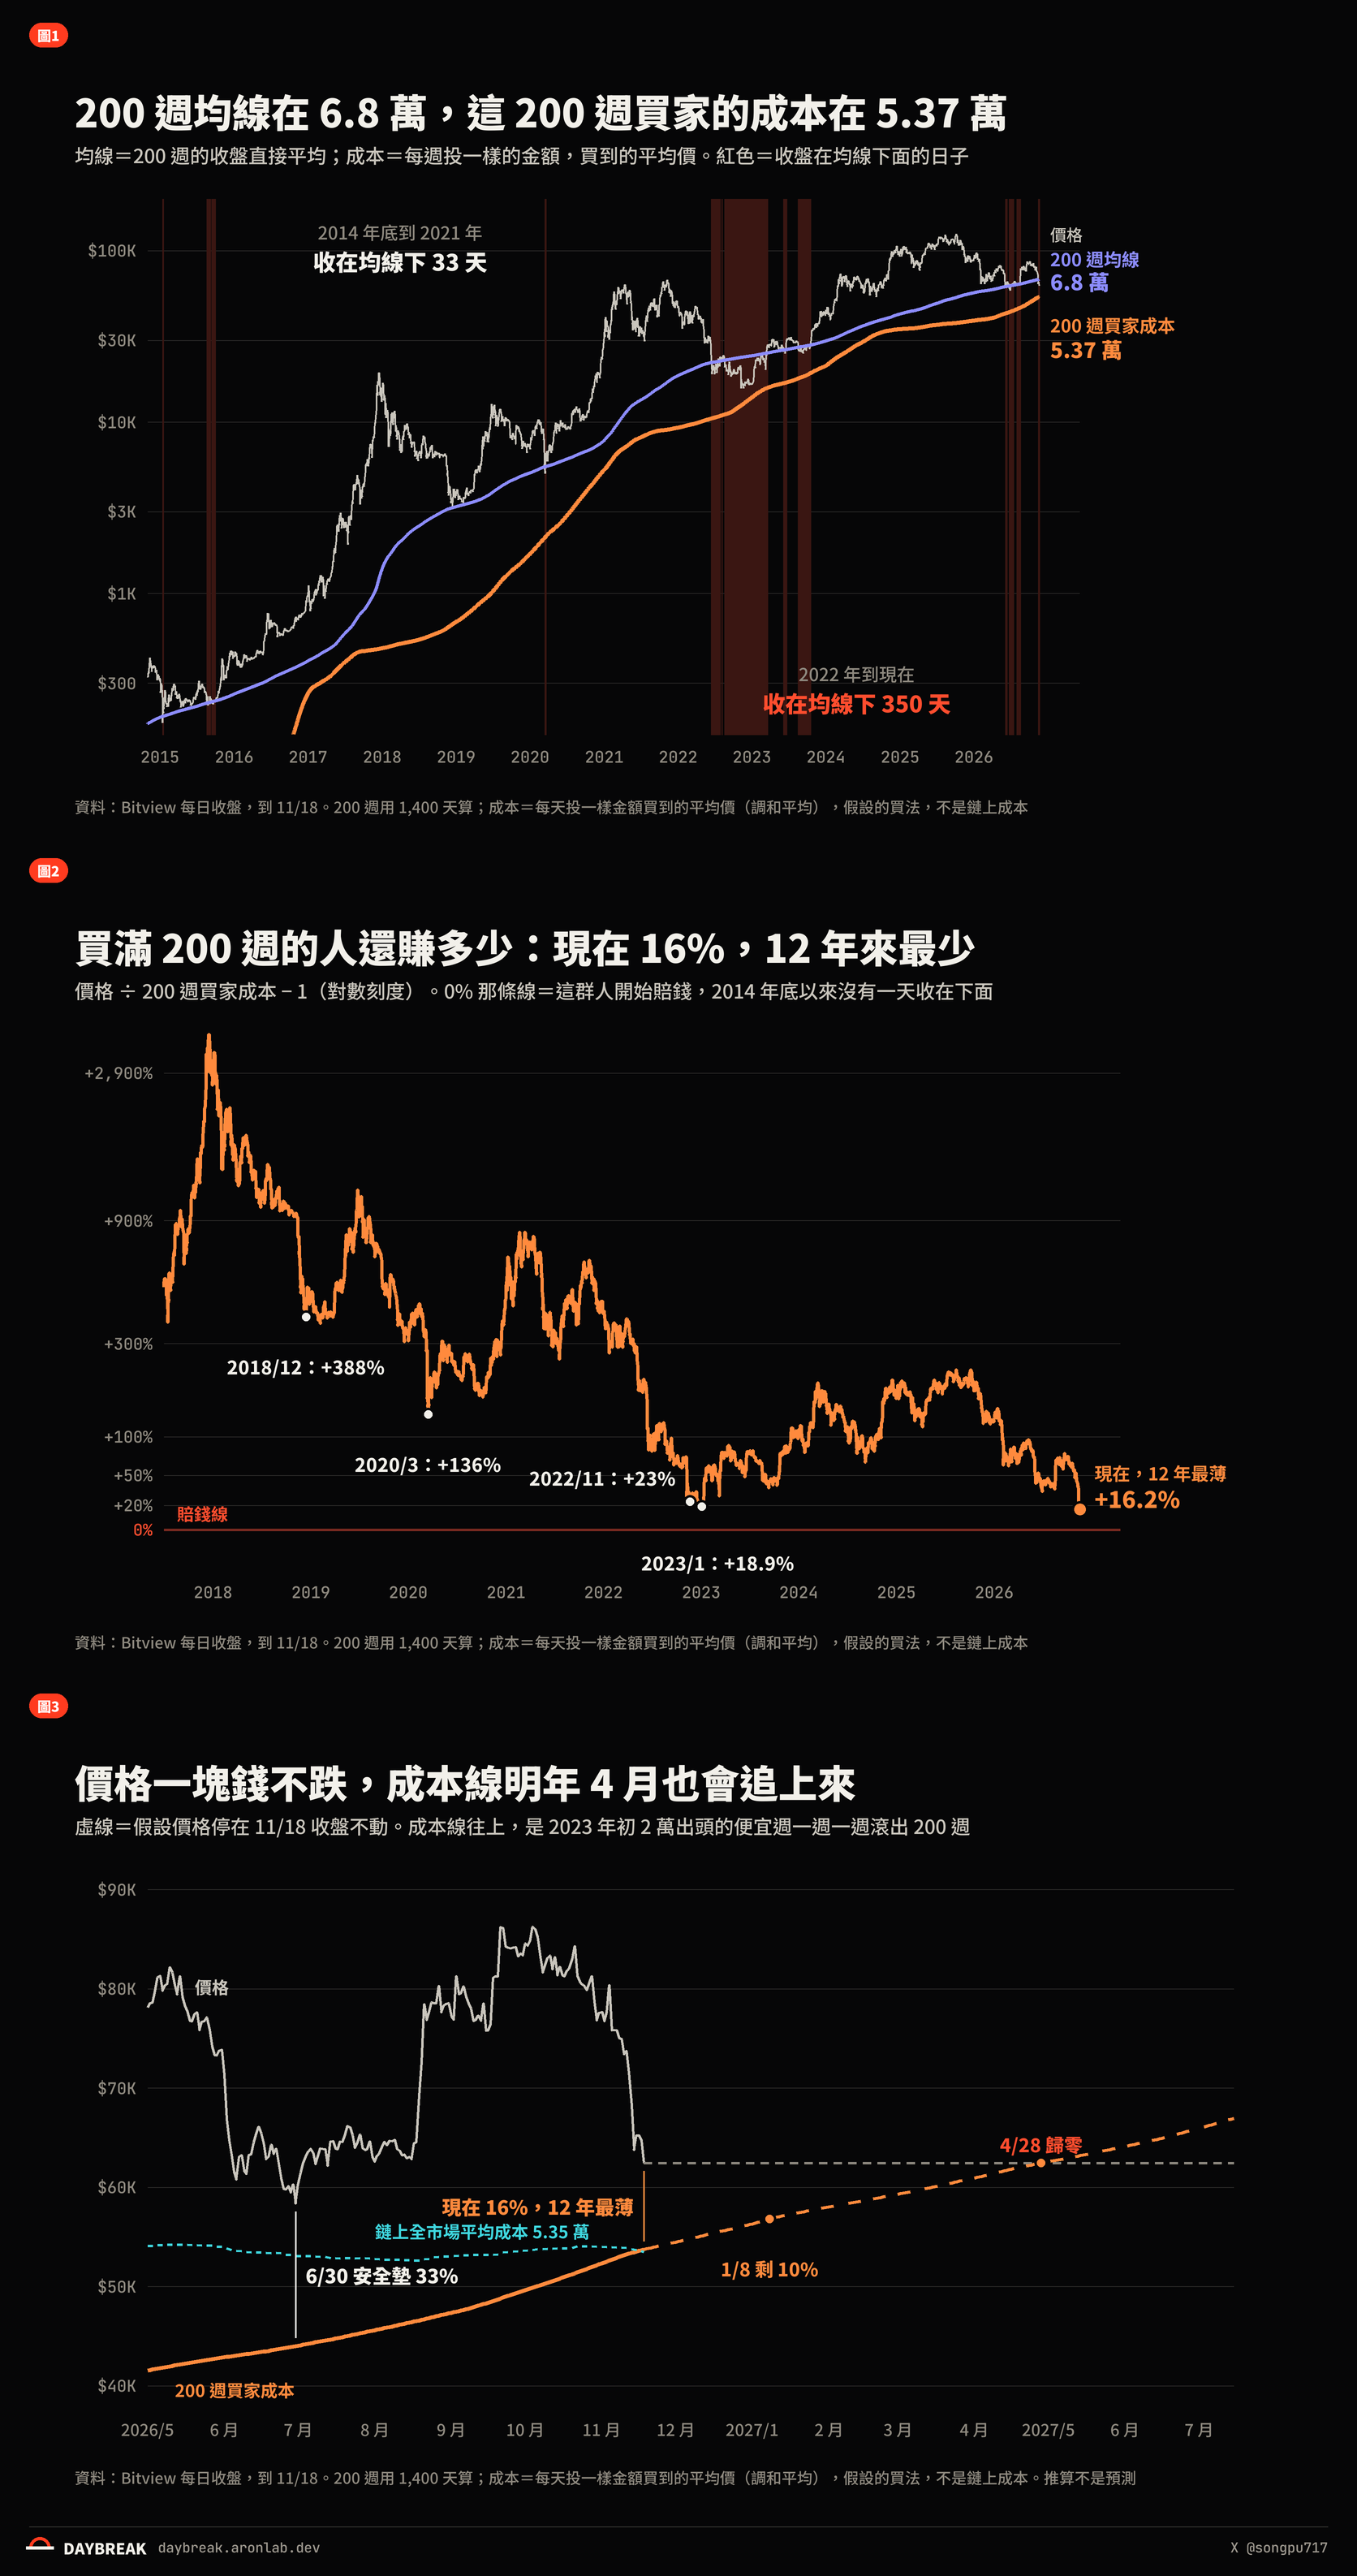 圖1
200 週均線在 6.8 萬，這 200 週買家的成本在 5.37 萬
均線＝200 週的收盤直接平均；成本＝每週投一樣的金額，買到的平均價。紅色＝收盤在均線下面的日子
2014 年底到 2021 年
收在均線下 33 天
價格
200 週均線
6.8 萬
200 週買家成本
5.37 萬
$100K
$30K
$10K
$3K
$1K
$300
2022 年到現在
收在均線下 350 天
2015 2016 2017 2018 2019 2020 2021 2022 2023 2024 2025 2026
資料：Bitview 每日收盤，到 11/18。200 週用 1,400 天算；成本＝每天投一樣金額買到的平均價（調和平均），假設的買法，不是鏈上成本
圖2
買滿 200 週的人還賺多少：現在 16%，12 年來最少
價格 ÷ 200 週買家成本 − 1（對數刻度）。0% 那條線＝這群人開始賠錢，2014 年底以來沒有一天收在下面
+2,900%
+900%
+300%
+100%
+50%
+20%
0%
賠錢線
2018/12：+388%
2020/3：+136%
2022/11：+23%
2023/1：+18.9%
現在，12 年最薄
+16.2%
2018 2019 2020 2021 2022 2023 2024 2025 2026
資料：Bitview 每日收盤，到 11/18。200 週用 1,400 天算；成本＝每天投一樣金額買到的平均價（調和平均），假設的買法，不是鏈上成本
圖3
價格一塊錢不跌，成本線明年 4 月也會追上來
虛線＝假設價格停在 11/18 收盤不動。成本線往上，是 2023 年初 2 萬出頭的便宜週一週一週滾出 200 週
$90K
$80K
$70K
$60K
$50K
$40K
價格
4/28 歸零
現在 16%，12 年最薄
鏈上全市場平均成本 5.35 萬
6/30 安全墊 33%
1/8 剩 10%
200 週買家成本
2026/5 6 月 7 月 8 月 9 月 10 月 11 月 12 月 2027/1 2 月 3 月 4 月 2027/5 6 月 7 月
資料：Bitview 每日收盤，到 11/18。200 週用 1,400 天算；成本＝每天投一樣金額買到的平均價（調和平均），假設的買法，不是鏈上成本。推算不是預測
DAYBREAK daybreak.aronlab.dev
X @songpu717